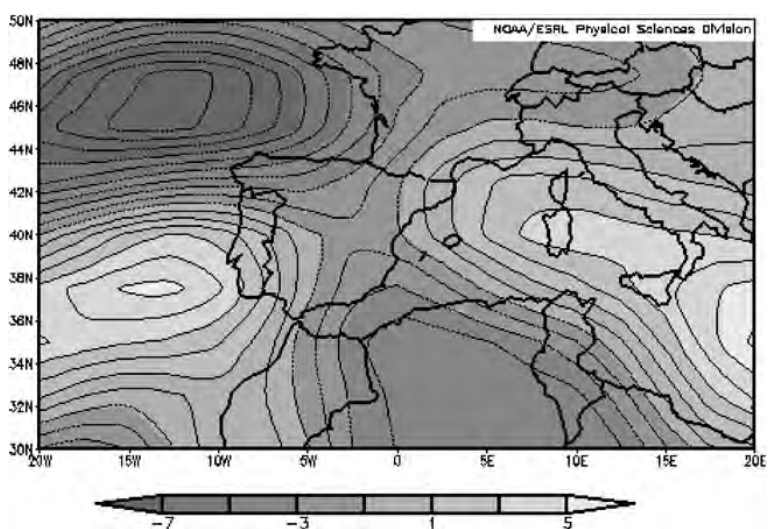 50N
NOAA/ESRL Physical Sciences Division
48N
46N
44N
42N
40N
38N
36N
34N
32N
30N
20W 15W 10W 5W 0 5E 10E 15E 20E
-7 -3 1 5